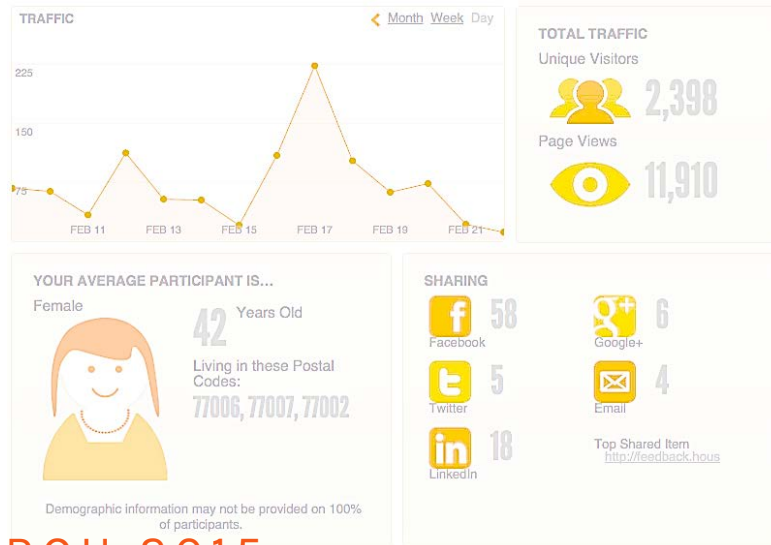 TRAFFIC
Month Week Day
225
150
75
FEB 11 FEB 13 FEB 15 FEB 17 FEB 19 FEB 21
TOTAL TRAFFIC
Unique Visitors
2,398
Page Views
11,910
YOUR AVERAGE PARTICIPANT IS...
Female
42 Years Old
Living in these Postal
Codes:
77006, 77007, 77002
Demographic information may not be provided on 100%
of participants.
SHARING
f 58
Facebook
g+ 6
Google+
t 5
Twitter
4
Email
in 18
LinkedIn
Top Shared Item
http://feedback.hous